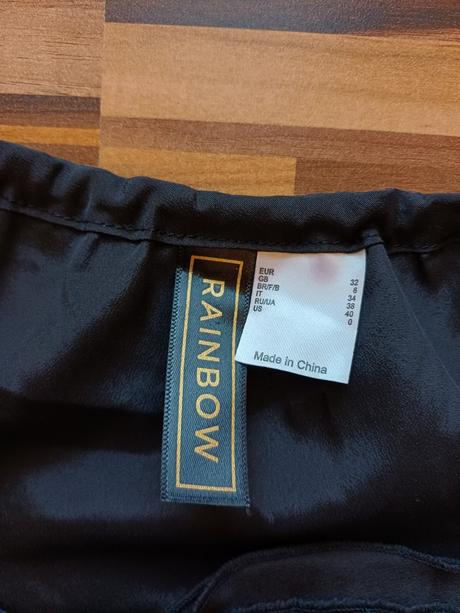 RAINBOW
EUR 32
GB 6
BR/F/B 34
IT 38
RU/UA 40
US 0
Made in China